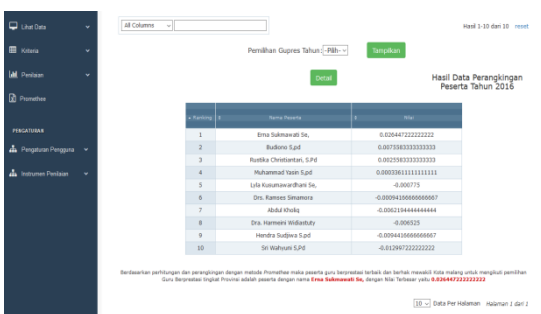 Lihat Data
Kriteria
Penilaian
Promethee
PENGATURAN
Pengaturan Pengguna
Instrumen Penilaian
All Columns
Hasil 1-10 dari 10 reset
Pemilihan Gupres Tahun: -Pilih- Tampilkan
Detail
Hasil Data Perangkingan
Peserta Tahun 2016
Ranking Nama Peserta Nilai
1 Erna Sukmawati Se, 0.026447222222222
2 Budiono S.pd 0.0073583333333333
3 Rustika Christiantari, S.Pd 0.0025583333333333
4 Muhammad Yasin S.pd 0.00033611111111111
5 Lyla Kusumawardhani Se, -0.000775
6 Drs. Ramses Simamora -0.00094166666666667
7 Abdul Kholiq -0.0062194444444444
8 Dra. Harmeini Widiastuty -0.006525
9 Hendra Sudjwa S.pd -0.0094416666666667
10 Sri Wahyuni S.Pd -0.012997222222222
Berdasarkan perhitungan dan perangkingan dengan metode Promethee maka peserta guru berprestasi terbaik dan berhak mewakili Kota malang untuk mengikuti pemilihan
Guru Berprestasi tingkat Provinsi adalah peserta dengan nama Erna Sukmawati Se, dengan Nilai Terbesar yaitu 0.026447222222222
10 Data Per Halaman Halaman 1 dari 1